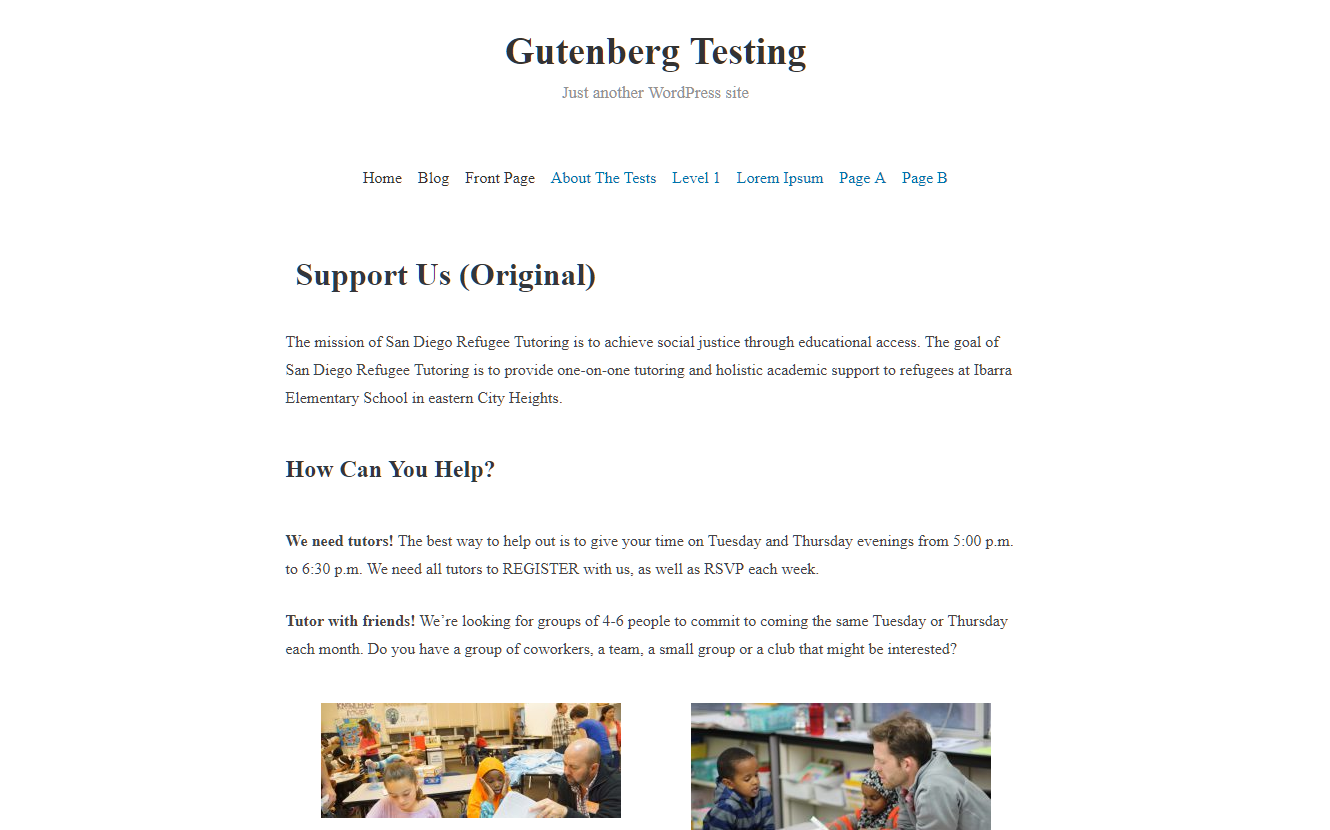 Gutenberg Testing
Just another WordPress site
Home Blog Front Page About The Tests Level 1 Lorem Ipsum Page A Page B
Support Us (Original)
The mission of San Diego Refugee Tutoring is to achieve social justice through educational access. The goal of
San Diego Refugee Tutoring is to provide one-on-one tutoring and holistic academic support to refugees at Ibarra
Elementary School in eastern City Heights.
How Can You Help?
We need tutors! The best way to help out is to give your time on Tuesday and Thursday evenings from 5:00 p.m.
to 6:30 p.m. We need all tutors to REGISTER with us, as well as RSVP each week.
Tutor with friends! We’re looking for groups of 4-6 people to commit to coming the same Tuesday or Thursday
each month. Do you have a group of coworkers, a team, a small group or a club that might be interested?
KNOWLEDGE
POWER